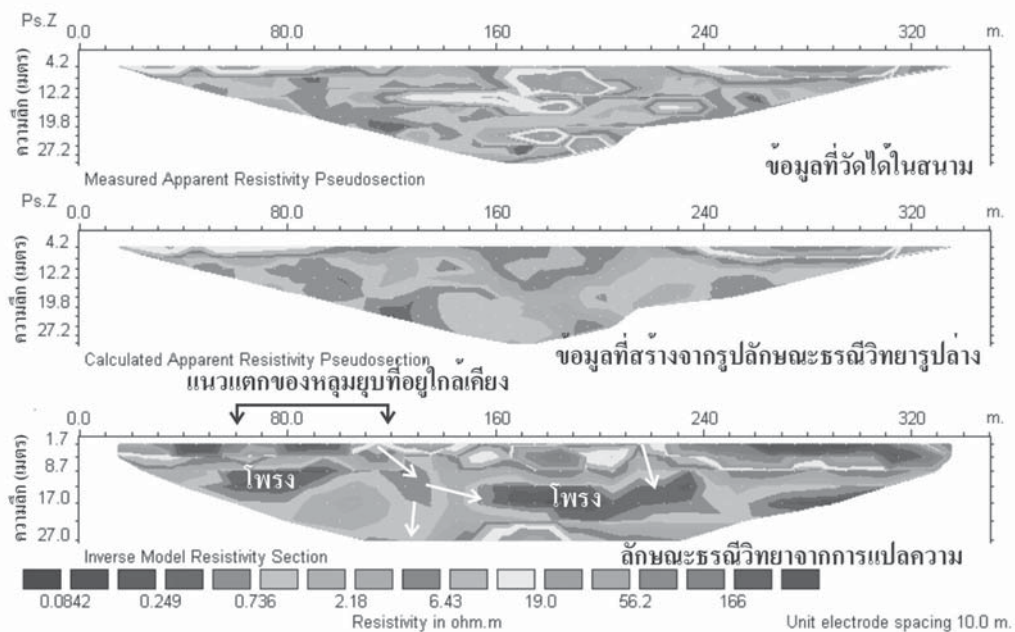 Ps.Z
0.0 80.0 160 240 320 m.
ความลึก (เมตร)
4.2
12.2
19.8
27.2
ข้อมูลที่วัดได้ในสนาม
Measured Apparent Resistivity Pseudosection
Ps.Z
0.0 80.0 160 240 320 m.
ความลึก (เมตร)
4.2
12.2
19.8
27.2
ข้อมูลที่สร้างจากรูปลักษณะธรณีวิทยารูปล่าง
Calculated Apparent Resistivity Pseudosection
แนวแตกของหลุมยุบที่อยู่ใกล้เคียง
0.0 80.0 160 240 320 m.
ความลึก (เมตร)
1.7
8.7
17.0
27.0
โพรง โพรง
Inverse Model Resistivity Section
ลักษณะธรณีวิทยาจากการแปลความ
0.0842 0.249 0.736 2.18 6.43 19.0 56.2 166
Resistivity in ohm.m
Unit electrode spacing 10.0 m.